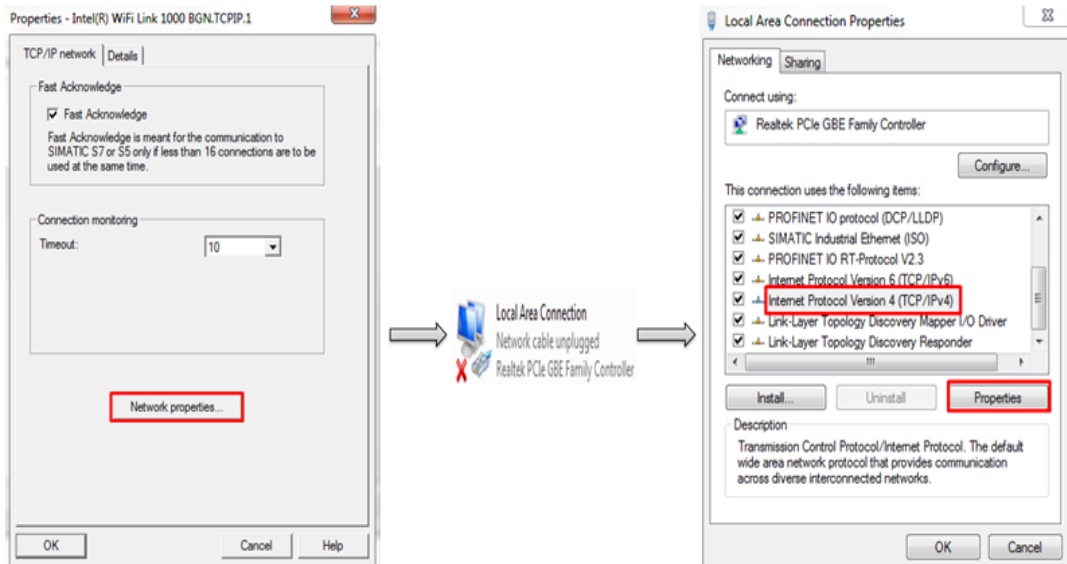 Properties - Intel(R) WiFi Link 1000 BGN.TCPIP.1
TCP/IP network
Details
Fast Acknowledge
Fast Acknowledge
Fast Acknowledge is meant for the communication to
SIMATIC S7 or S5 only if less than 16 connections are to be
used at the same time.
Connection monitoring
Timeout:
10
Network properties...
OK
Cancel
Help
Local Area Connection
Network cable unplugged
Realtek PCIe GBE Family Controller
Local Area Connection Properties
Networking
Sharing
Connect using:
Realtek PCIe GBE Family Controller
Configure...
This connection uses the following items:
PROFINET IO protocol (DCP/LLDP)
SIMATIC Industrial Ethernet (ISO)
PROFINET IO RT-Protocol V2.3
Internet Protocol Version 6 (TCP/IPv6)
Internet Protocol Version 4 (TCP/IPv4)
Link-Layer Topology Discovery Mapper I/O Driver
Link-Layer Topology Discovery Responder
Install...
Uninstall
Properties
Description
Transmission Control Protocol/Internet Protocol. The default
wide area network protocol that provides communication
across diverse interconnected networks.
OK
Cancel